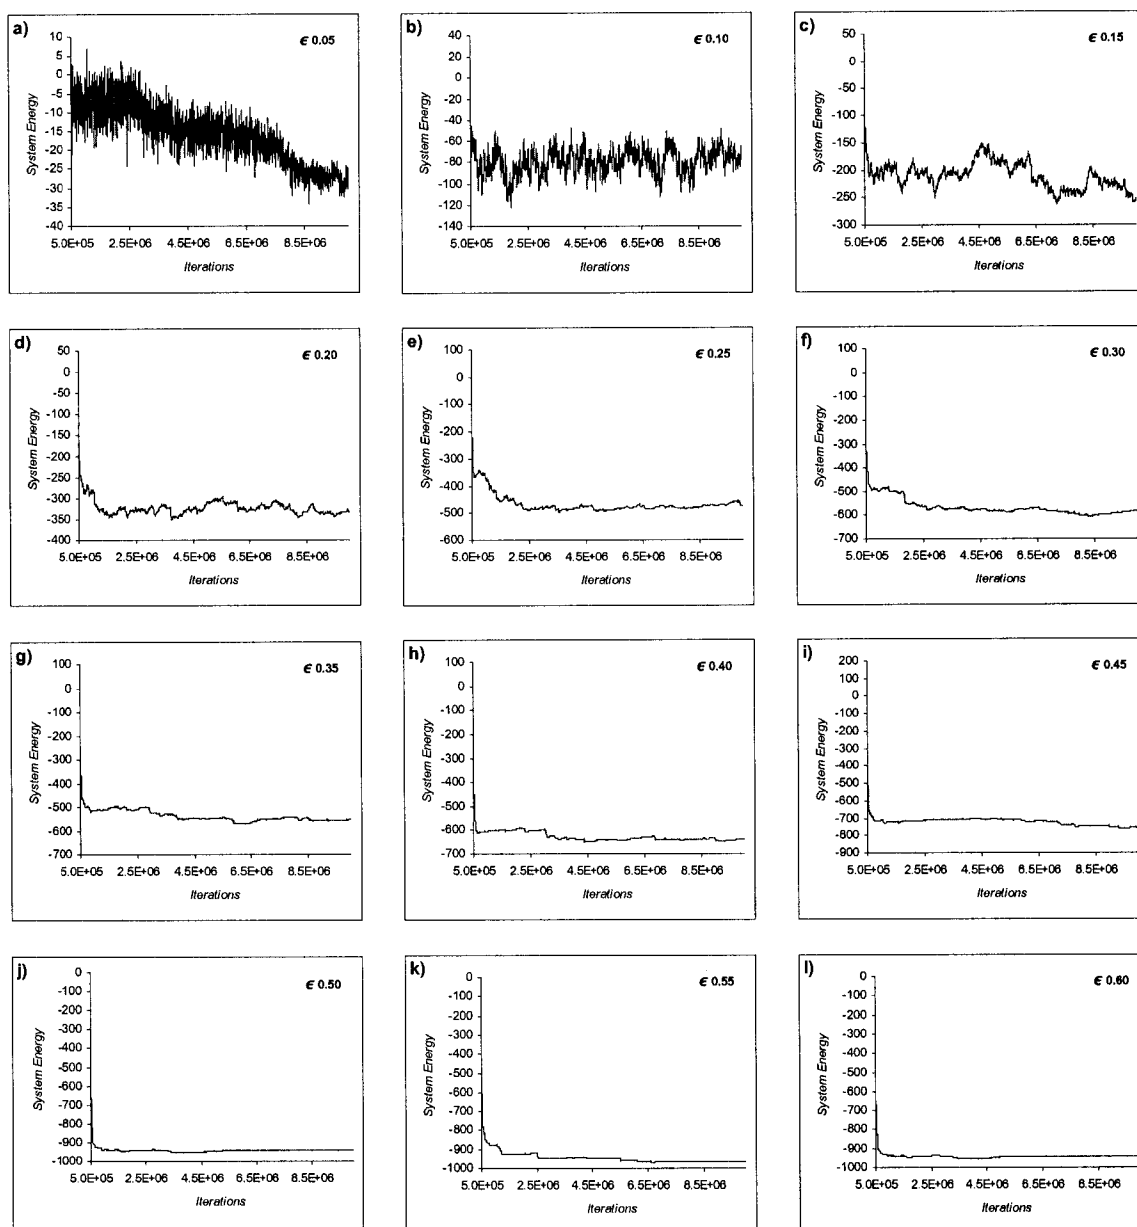 a)
ϵ 0.05
10
5
0
-5
-10
-15
-20
-25
-30
-35
-40
System Energy
5.0E+05 2.5E+06 4.5E+06 6.5E+06 8.5E+06
Iterations
b)
ϵ 0.10
40
20
0
-20
-40
-60
-80
-100
-120
-140
System Energy
5.0E+05 2.5E+06 4.5E+06 6.5E+06 8.5E+06
Iterations
c)
ϵ 0.15
50
0
-50
-100
-150
-200
-250
-300
System Energy
5.0E+05 2.5E+06 4.5E+06 6.5E+06 8.5E+06
Iterations
d)
ϵ 0.20
50
0
-50
-100
-150
-200
-250
-300
-350
-400
System Energy
5.0E+05 2.5E+06 4.5E+06 6.5E+06 8.5E+06
Iterations
e)
ϵ 0.25
100
0
-100
-200
-300
-400
-500
-600
System Energy
5.0E+05 2.5E+06 4.5E+06 6.5E+06 8.5E+06
Iterations
f)
ϵ 0.30
100
0
-100
-200
-300
-400
-500
-600
-700
System Energy
5.0E+05 2.5E+06 4.5E+06 6.5E+06 8.5E+06
Iterations
g)
ϵ 0.35
100
0
-100
-200
-300
-400
-500
-600
-700
System Energy
5.0E+05 2.5E+06 4.5E+06 6.5E+06 8.5E+06
Iterations
h)
ϵ 0.40
100
0
-100
-200
-300
-400
-500
-600
-700
System Energy
5.0E+05 2.5E+06 4.5E+06 6.5E+06 8.5E+06
Iterations
i)
ϵ 0.45
200
100
0
-100
-200
-300
-400
-500
-600
-700
-800
-900
System Energy
5.0E+05 2.5E+06 4.5E+06 6.5E+06 8.5E+06
Iterations
j)
ϵ 0.50
0
-100
-200
-300
-400
-500
-600
-700
-800
-900
-1000
System Energy
5.0E+05 2.5E+06 4.5E+06 6.5E+06 8.5E+06
Iterations
k)
ϵ 0.55
0
-100
-200
-300
-400
-500
-600
-700
-800
-900
-1000
System Energy
5.0E+05 2.5E+06 4.5E+06 6.5E+06 8.5E+06
Iterations
l)
ϵ 0.60
0
-100
-200
-300
-400
-500
-600
-700
-800
-900
-1000
System Energy
5.0E+05 2.5E+06 4.5E+06 6.5E+06 8.5E+06
Iterations